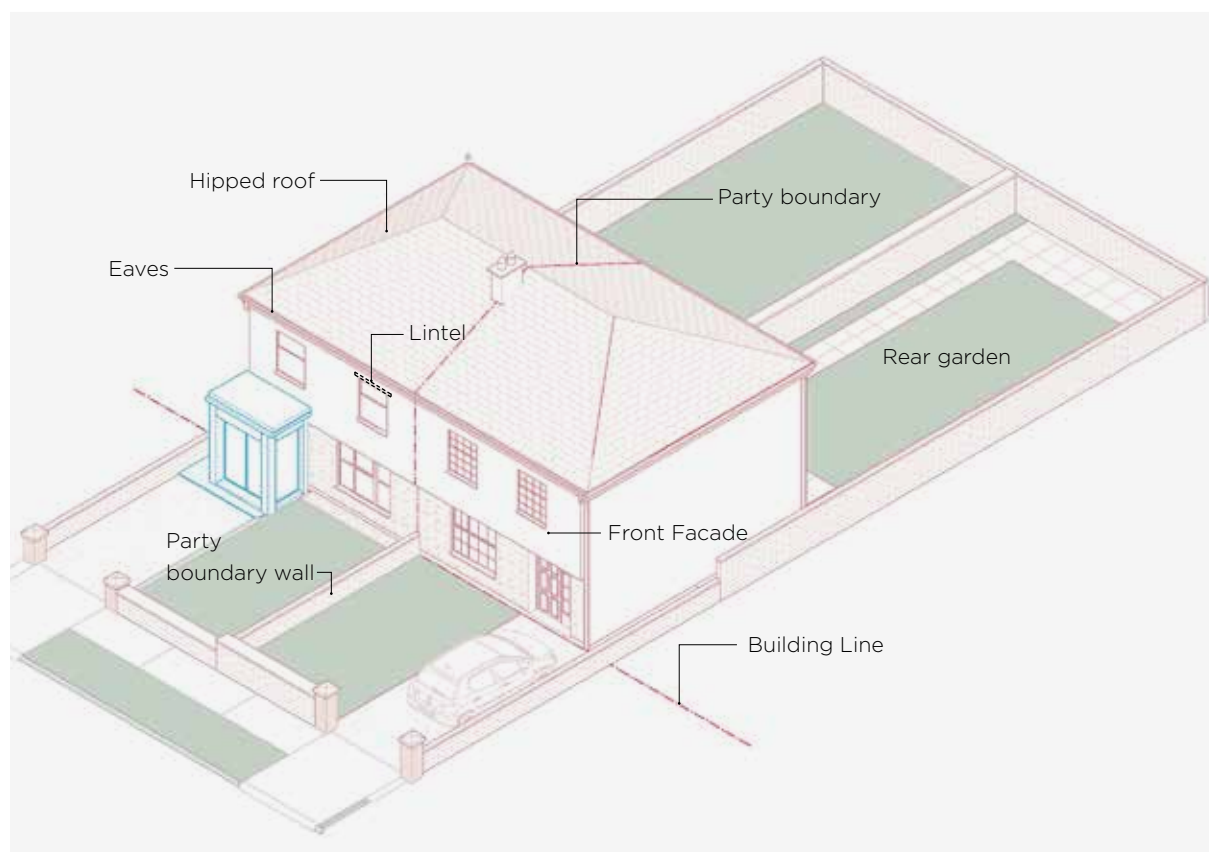 Hipped roof
Party boundary
Eaves
Lintel
Rear garden
Front Facade
Party
boundary wall
Building Line